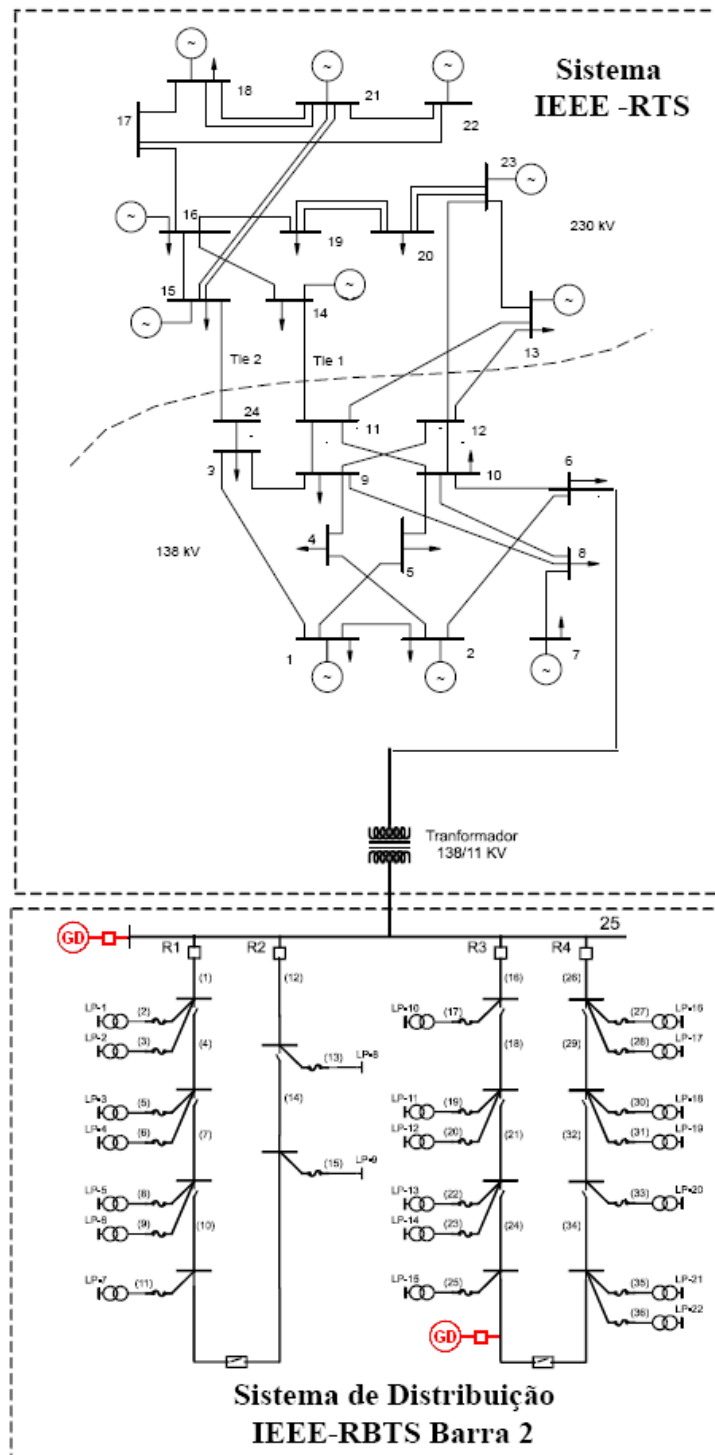 Sistema
IEEE -RTS
~
~
~
18
21
22
17
23
~
~
16
19
20
230 kV
~
15
14
~
~
13
Tie 2
Tie 1
24
11
12
3
9
10
6
138 kV
4
5
8
1
2
7
~
~
~
Tranformador
138/11 KV
GD
25
R1
R2
R3
R4
(1)
(12)
(16)
(26)
LP-1
(2)
LP-10
(17)
(27)
LP-16
LP-2
(3)
(4)
(18)
(28)
LP-17
(29)
(13)
LP-8
LP-3
(5)
(14)
LP-11
(19)
(30)
LP-18
LP-4
(6)
(7)
LP-12
(20)
(21)
(32)
(31)
LP-19
(15)
LP-9
LP-5
(8)
LP-13
(22)
(33)
LP-20
LP-6
(9)
(10)
LP-14
(23)
(24)
(34)
LP-7
(11)
LP-15
(25)
(35)
LP-21
(36)
LP-22
GD
Sistema de Distribuição
IEEE-RBTS Barra 2